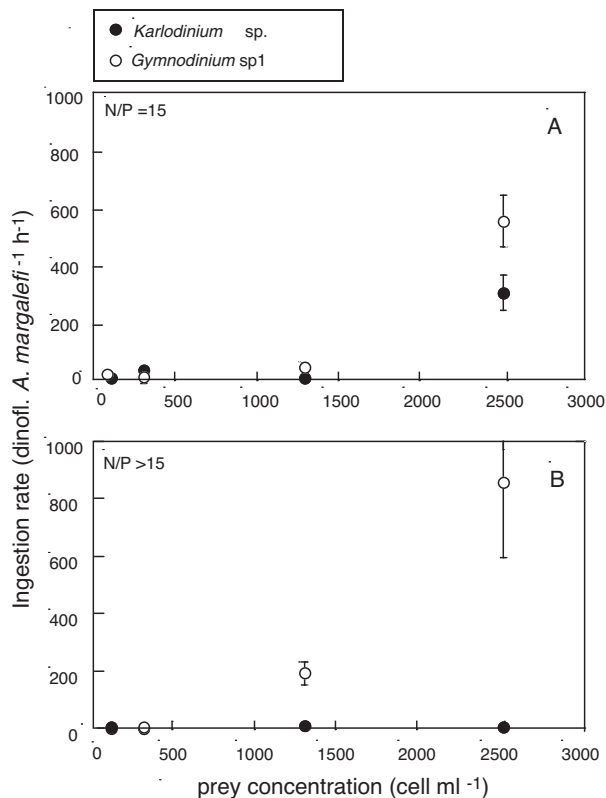 Karlodinium sp.
Gymnodinium sp1
Ingestion rate (dinofl. A. margalefi -1 h-1)
1000
N/P =15
A
800
600
400
200
0
0 500 1000 1500 2000 2500 3000
1000
N/P >15
B
800
600
400
200
0
0 500 1000 1500 2000 2500 3000
prey concentration (cell ml -1)